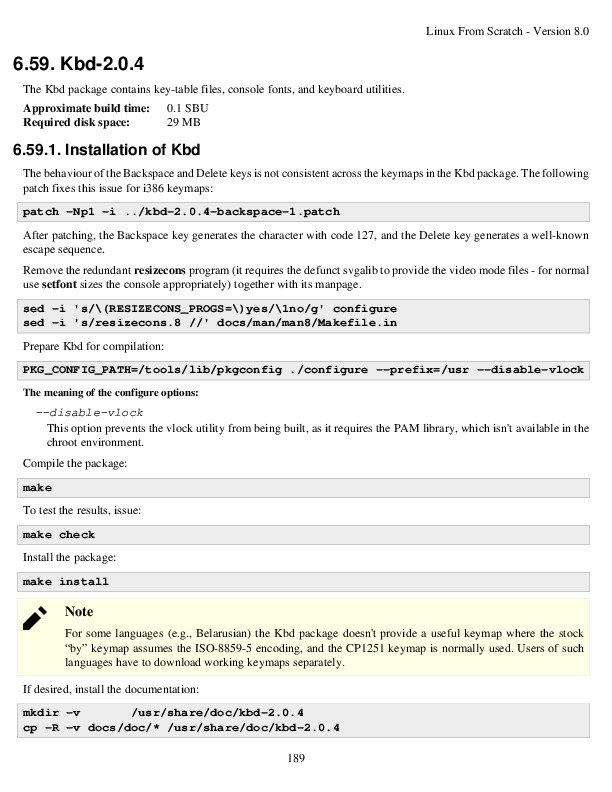 Linux From Scratch - Version 8.0
6.59. Kbd-2.0.4
The Kbd package contains key-table files, console fonts, and keyboard utilities.
Approximate build time: 0.1 SBU
Required disk space: 29 MB
6.59.1. Installation of Kbd
The behaviour of the Backspace and Delete keys is not consistent across the keymaps in the Kbd package. The following
patch fixes this issue for i386 keymaps:
patch -Np1 -i ../kbd-2.0.4-backspace-1.patch
After patching, the Backspace key generates the character with code 127, and the Delete key generates a well-known
escape sequence.
Remove the redundant resizecons program (it requires the defunct svgalib to provide the video mode files - for normal
use setfont sizes the console appropriately) together with its manpage.
sed -i 's/\(RESIZECONS_PROGS=\)yes/\1no/g' configure
sed -i 's/resizecons.8 //' docs/man/man8/Makefile.in
Prepare Kbd for compilation:
PKG_CONFIG_PATH=/tools/lib/pkgconfig ./configure --prefix=/usr --disable-vlock
The meaning of the configure options:
--disable-vlock
This option prevents the vlock utility from being built, as it requires the PAM library, which isn't available in the
chroot environment.
Compile the package:
make
To test the results, issue:
make check
Install the package:
make install
Note
For some languages (e.g., Belarusian) the Kbd package doesn't provide a useful keymap where the stock
“by” keymap assumes the ISO-8859-5 encoding, and the CP1251 keymap is normally used. Users of such
languages have to download working keymaps separately.
If desired, install the documentation:
mkdir -v       /usr/share/doc/kbd-2.0.4
cp -R -v docs/doc/* /usr/share/doc/kbd-2.0.4
189